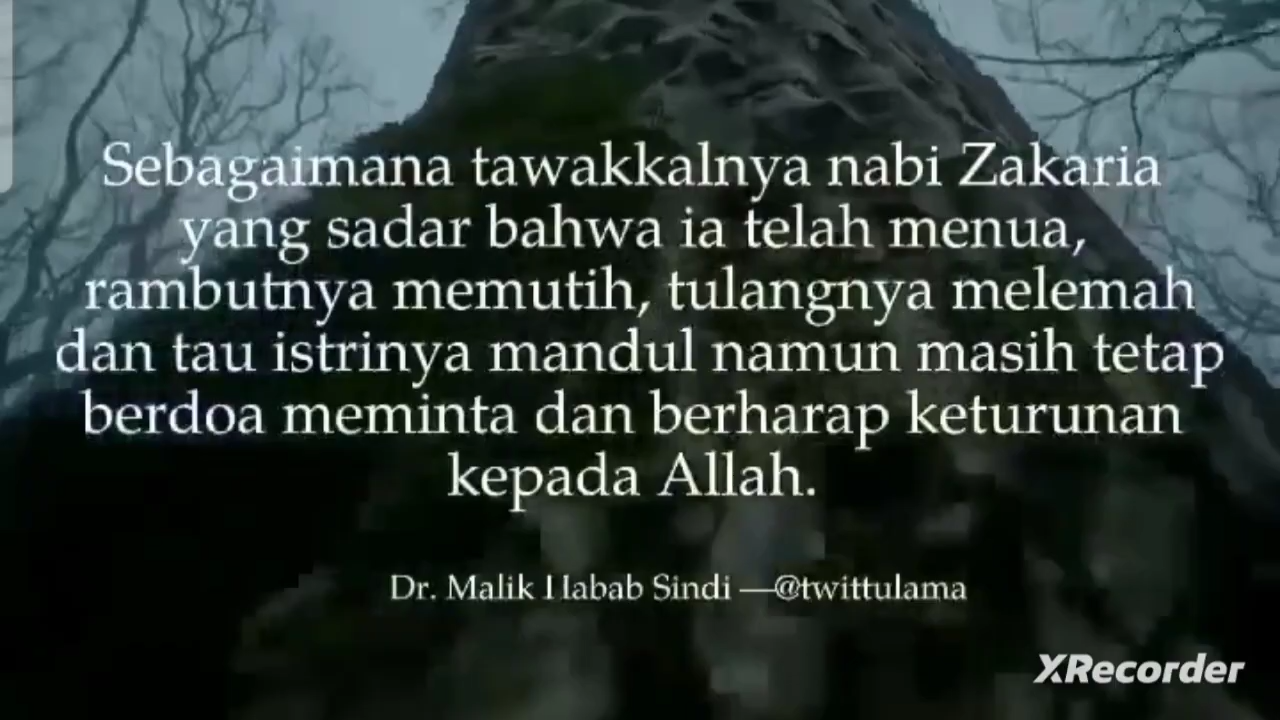 Sebagaimana tawakkalnya nabi Zakaria
yang sadar bahwa ia telah menua,
rambutnya memutih, tulangnya melemah
dan tau istrinya mandul namun masih tetap
berdoa meminta dan berharap keturunan
kepada Allah.
Dr. Malik Habab Sindi —@twittulama
XRecorder